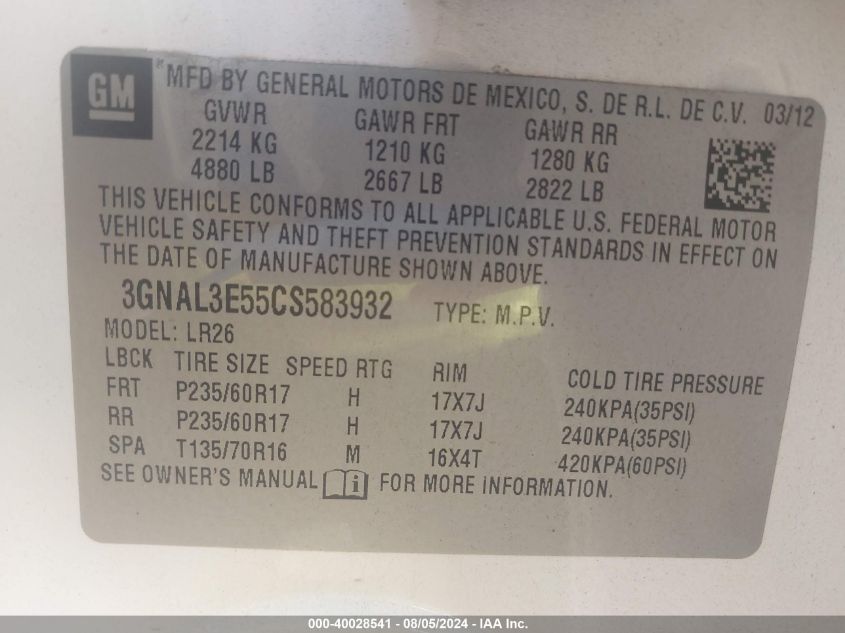 GM
MFD BY GENERAL MOTORS DE MEXICO, S. DE R.L. DE C.V. 03/12
GVWR GAWR FRT GAWR RR
2214 KG 1210 KG 1280 KG
4880 LB 2667 LB 2822 LB
THIS VEHICLE CONFORMS TO ALL APPLICABLE U.S. FEDERAL MOTOR
VEHICLE SAFETY AND THEFT PREVENTION STANDARDS IN EFFECT ON
THE DATE OF MANUFACTURE SHOWN ABOVE.
3GNAL3E55CS583932 TYPE: M.P.V.
MODEL: LR26
LBCK TIRE SIZE SPEED RTG RIM COLD TIRE PRESSURE
FRT P235/60R17 H 17X7J 240KPA(35PSI)
RR P235/60R17 H 17X7J 240KPA(35PSI)
SPA T135/70R16 M 16X4T 420KPA(60PSI)
SEE OWNER'S MANUAL FOR MORE INFORMATION.
000-40028541 - 08/05/2024 - IAA Inc.